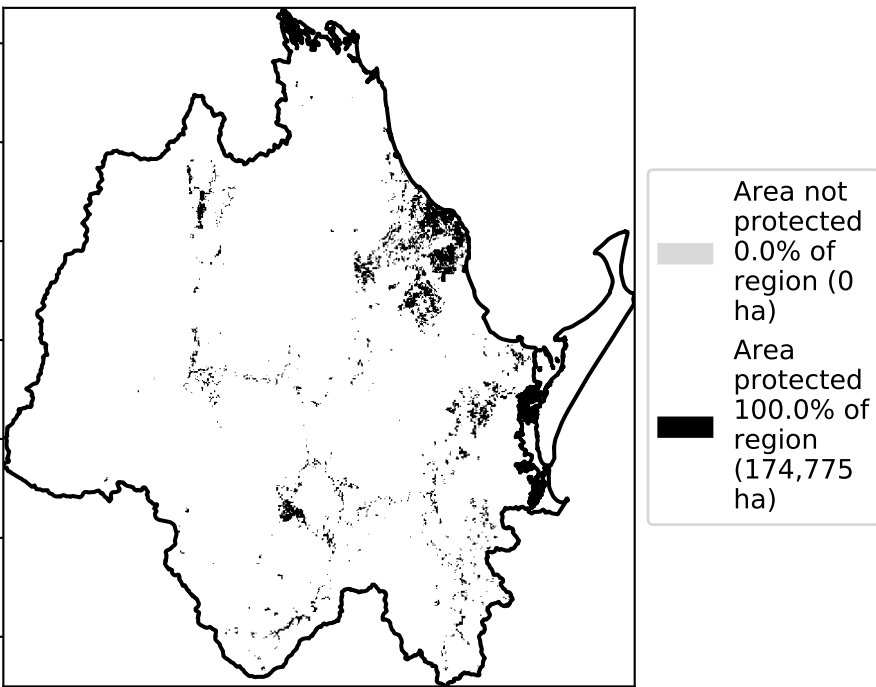 Area not
protected
0.0% of
region (0
ha)
Area
protected
100.0% of
region
(174,775
ha)